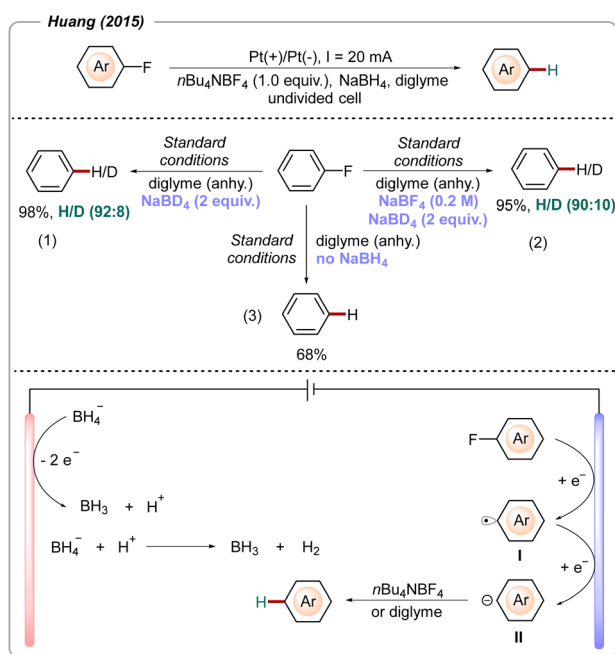 Huang (2015)
Ar
F
Pt(+)/Pt(-), I = 20 mA
nBu4NBF4 (1.0 equiv.), NaBH4, diglyme
undivided cell
Ar
H
H/D
98%, H/D (92:8)
(1)
Standard
conditions
diglyme (anhy.)
NaBD4 (2 equiv.)
F
Standard
conditions
diglyme (anhy.)
NaBF4 (0.2 M)
NaBD4 (2 equiv.)
H/D
95%, H/D (90:10)
(2)
Standard
conditions
diglyme (anhy.)
no NaBH4
(3)
H
68%
BH4−
- 2 e−
BH3 + H+
BH4− + H+ BH3 + H2
F
Ar
+ e−
Ar
I
+ e−
H
Ar
nBu4NBF4
or diglyme
⊖
Ar
II